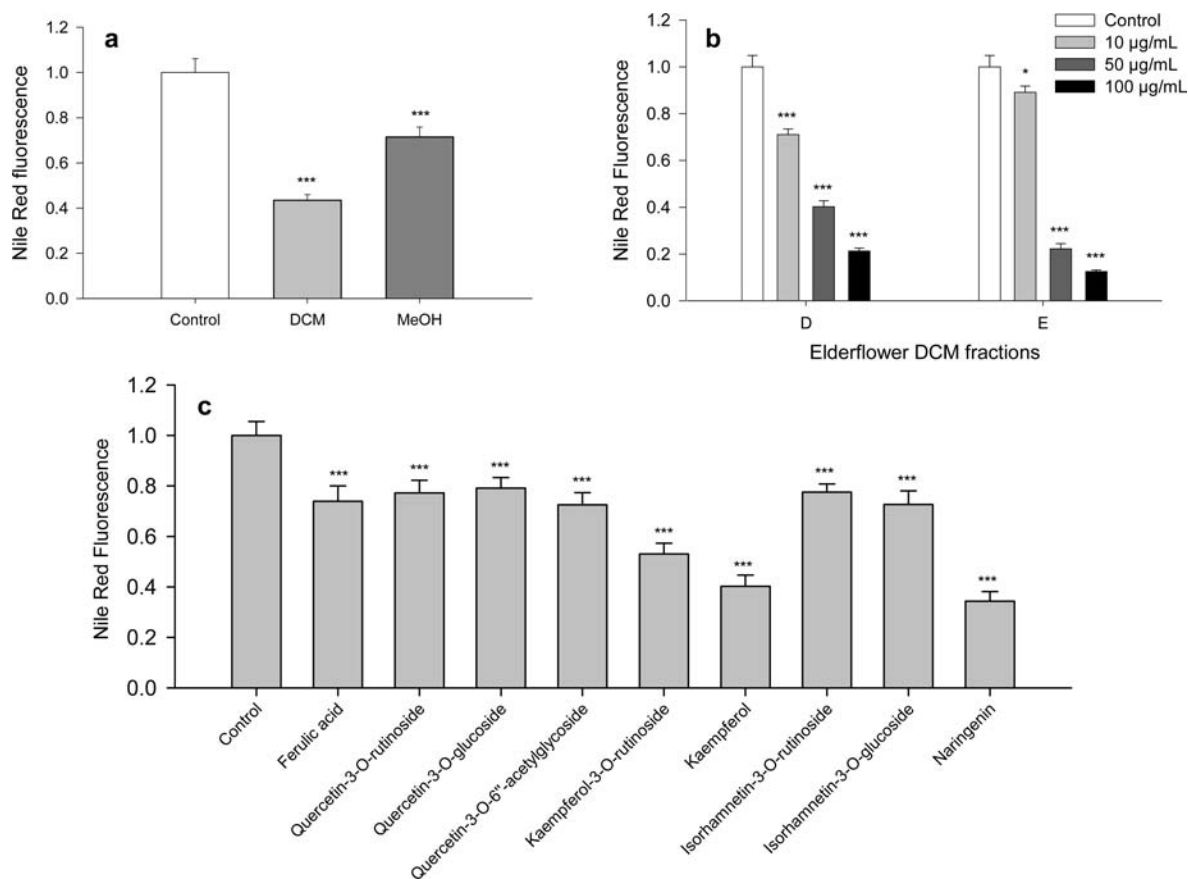 a
Nile Red fluorescence
1.2
1.0
0.8
0.6
0.4
0.2
0.0
***
***
Control DCM MeOH
b
Nile Red Fluorescence
1.2
1.0
0.8
0.6
0.4
0.2
0.0
Control
10 µg/mL
50 µg/mL
100 µg/mL
***
***
***
*
***
***
D E
Elderflower DCM fractions
c
Nile Red Fluorescence
1.2
1.0
0.8
0.6
0.4
0.2
0.0
***
***
***
***
***
***
***
***
***
Control
Ferulic acid
Quercetin-3-O-rutinoside
Quercetin-3-O-glucoside
Quercetin-3-O-6"-acetylglycoside
Kaempferol-3-O-rutinoside
Kaempferol
Isorhamnetin-3-O-rutinoside
Isorhamnetin-3-O-glucoside
Naringenin